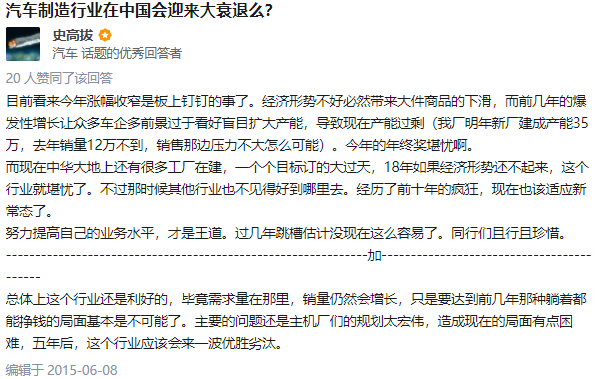 汽车制造行业在中国会迎来大衰退么?
史高拔
汽车 话题的优秀回答者
20 人赞同了该回答
目前看来今年涨幅收窄是板上钉钉的事了。经济形势不好必然带来大件商品的下滑，而前几年的爆
发性增长让众多车企多前景过于看好盲目扩大产能，导致现在产能过剩（我厂明年新厂建成产能35
万，去年销量12万不到，销售那边压力不大怎么可能）。今年的年终奖堪忧啊。
而现在中华大地上还有很多工厂在建，一个个目标订的大过天，18年如果经济形势还不起来，这个
行业就堪忧了。不过那时候其他行业也不见得好到哪里去。经历了前十年的疯狂，现在也该适应新
常态了。
努力提高自己的业务水平，才是王道。过几年跳槽估计没现在这么容易了。同行们且行且珍惜。
----------------------------------------------------------------加-------------------------------------
------
总体上这个行业还是利好的，毕竟需求量在那里，销量仍然会增长，只是要达到前几年那种躺着都
能挣钱的局面基本是不可能了。主要的问题还是主机厂们的规划太宏伟，造成现在的局面有点困
难，五年后，这个行业应该会来一波优胜劣汰。
编辑于 2015-06-08